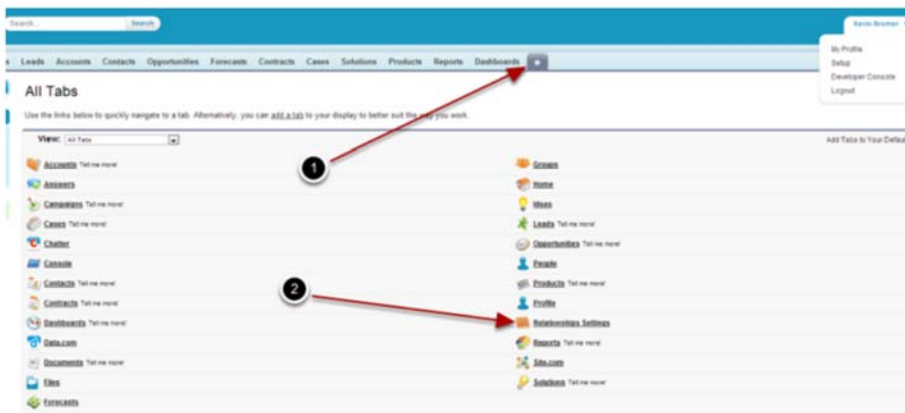 Search... Search
Kevin Bromer
Leads Accounts Contacts Opportunities Forecasts Contracts Cases Solutions Products Reports Dashboards
My Profile
Setup
Developer Console
Logout
All Tabs
Use the links below to quickly navigate to a tab. Alternatively, you can add a tab to your display to better suit the way you work.
View: All Tabs
Add Tabs to Your Default
1
Accounts Tell me more!
Answers
Campaigns Tell me more!
Cases Tell me more!
Chatter
Console
Contacts Tell me more!
Contracts Tell me more!
Dashboards Tell me more!
Data.com
Documents Tell me more!
Files
Forecasts
2
Groups
Home
Ideas
Leads Tell me more!
Opportunities Tell me more!
People
Products Tell me more!
Profile
Relationships Settings
Reports Tell me more!
Site.com
Solutions Tell me more!